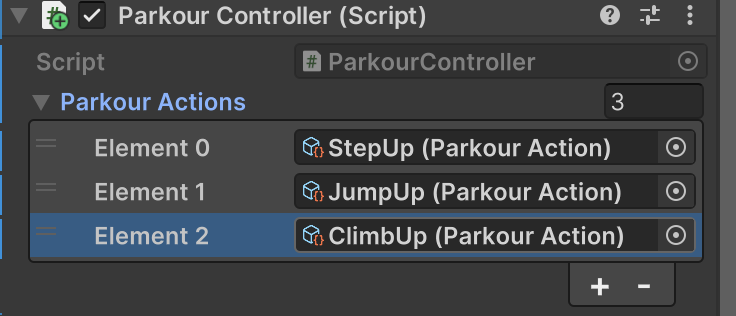 Parkour Controller (Script)
Script ParkourController
Parkour Actions 3
Element 0 StepUp (Parkour Action)
Element 1 JumpUp (Parkour Action)
Element 2 ClimbUp (Parkour Action)
+ -